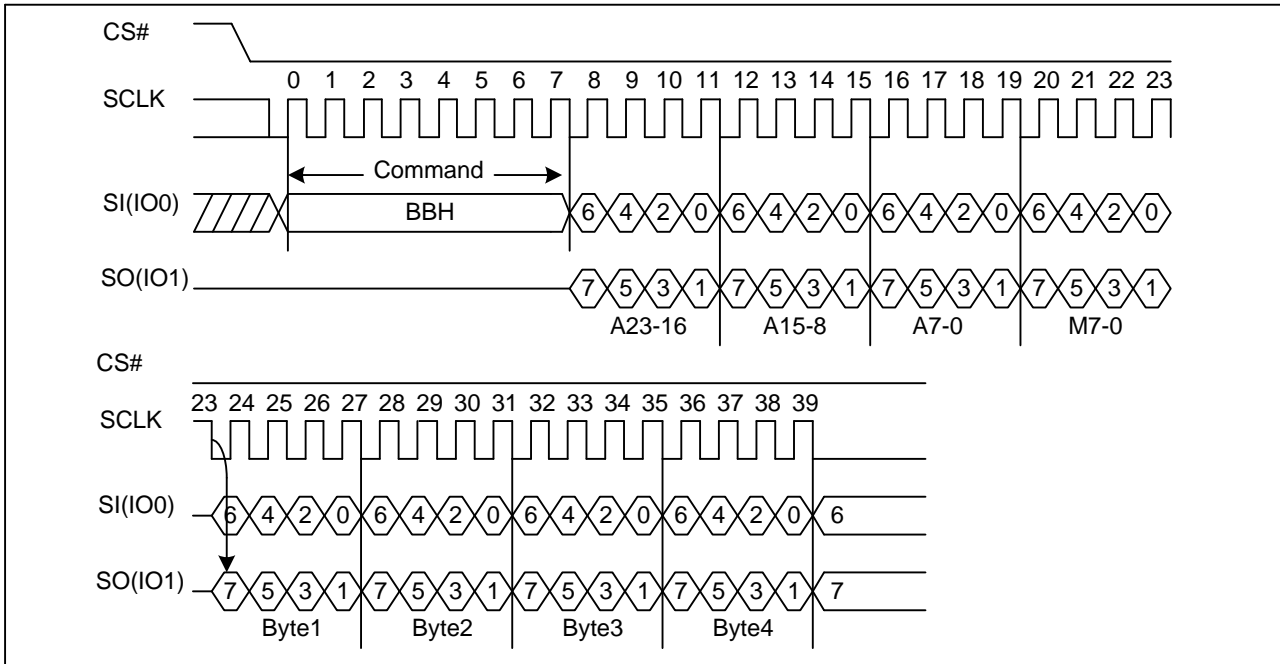 CS#
0 1 2 3 4 5 6 7 8 9 10 11 12 13 14 15 16 17 18 19 20 21 22 23
SCLK
Command
SI(IO0) BBH 6 4 2 0 6 4 2 0 6 4 2 0 6 4 2 0
SO(IO1) 7 5 3 1 7 5 3 1 7 5 3 1 7 5 3 1
A23-16 A15-8 A7-0 M7-0
CS#
23 24 25 26 27 28 29 30 31 32 33 34 35 36 37 38 39
SCLK
SI(IO0) 6 4 2 0 6 4 2 0 6 4 2 0 6 4 2 0 6
SO(IO1) 7 5 3 1 7 5 3 1 7 5 3 1 7 5 3 1 7
Byte1 Byte2 Byte3 Byte4